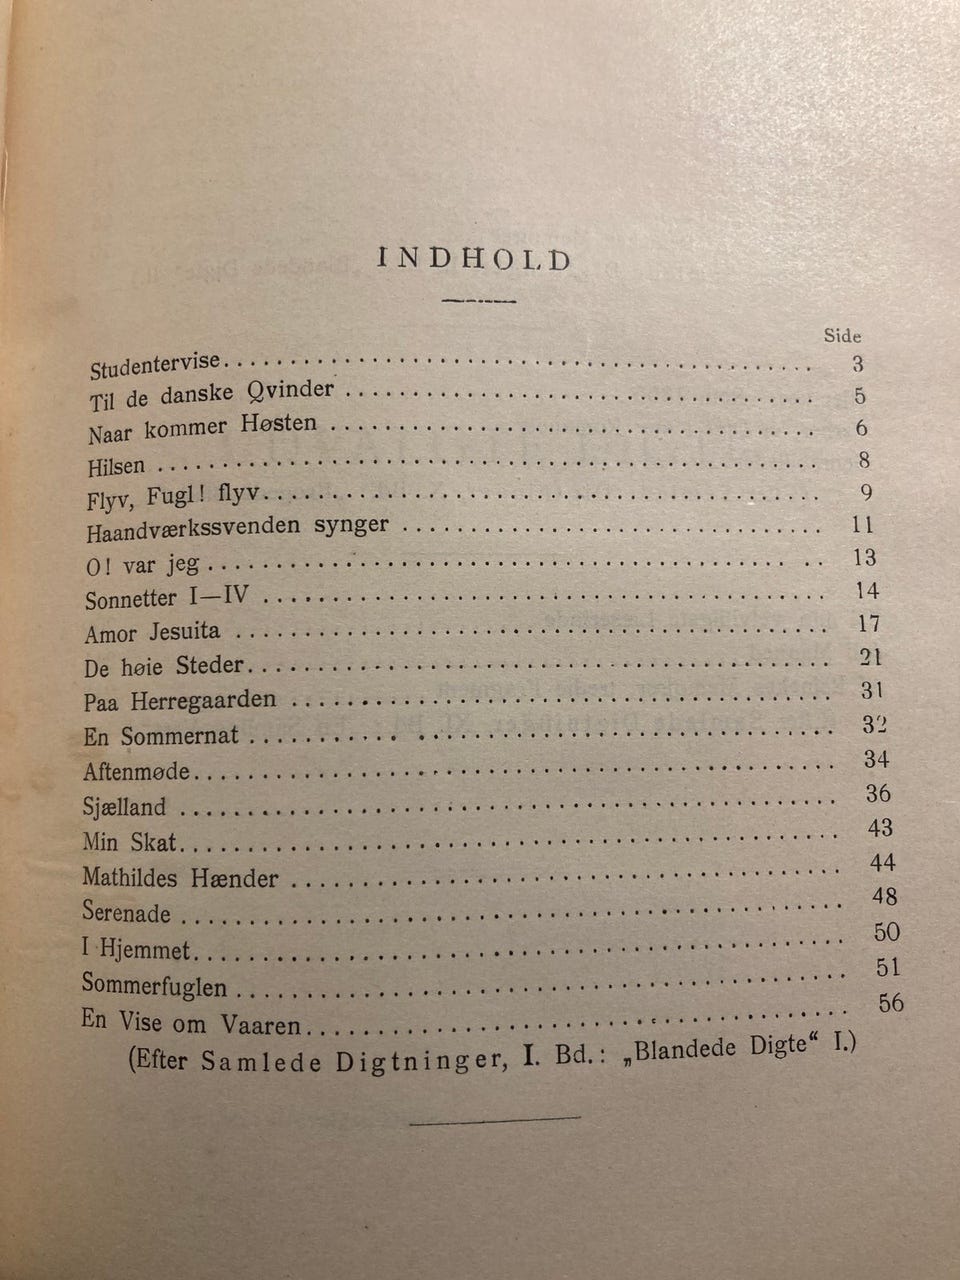 INDHOLD
Side
Studentervise 3
Til de danske Qvinder 5
Naar kommer Høsten 6
Hilsen 8
Flyv, Fugl! flyv 9
Haandværkssvenden synger 11
O! var jeg 13
Sonnetter I—IV 14
Amor Jesuita 17
De høie Steder 21
Paa Herregaarden 31
En Sommernat 32
Aftenmøde 34
Sjælland 36
Min Skat 43
Mathildes Hænder 44
Serenade 48
I Hjemmet 50
Sommerfuglen 51
En Vise om Vaaren 56
(Efter Samlede Digtninger, I. Bd.: „Blandede Digte“ I.)